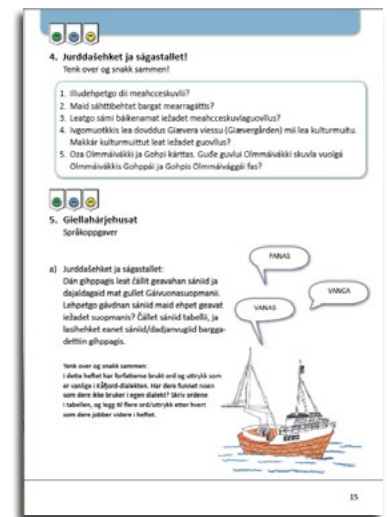 4. Jurddašehket ja ságastallet!
Tenk over og snakk sammen!
1. Illudehpetgo dii meahcceskuvlii?
2. Maid sáhttibehtet bargat mearragáttis?
3. Leatgo sámi báikenamat iežadet meahcceskuvlaguovllus?
4. Ivgomuotkkis lea dovddus Giævera viessu (Giævergården) mii lea kulturmuitu.
Makkár kulturmuittut leat iežadet guovllus?
5. Oza Olmmáivákki ja Gohpi kárttas. Guđe guvlui Olmmáivákki skuvla vuolgá
Olmmáivákkis Gohppái ja Gohpis Olmmáivággái fas?
5. Giellahárjehusat
Språkoppgaver
FANAS
VANCA
VANAS
a) Jurddašehket ja ságastallet:
Dán gihppagis leat čállit geavahan sániid ja
dajaldagaid mat gullet Gáivuonasuopmanii.
Lehpetgo gávdnan sániid maid ehpet geavat
iežadet suopmanis? Čállet sániid tabellii, ja
lasihehket eanet sániid/dadjanvugiid bargga-
dettiin gihppagis.
Tenk over og snakk sammen:
I dette heftet har forfatterne brukt ord og uttrykk som
er vanlige i Kåfjord-dialekten. Har dere funnet noen
som dere ikke bruker i egen dialekt? Skriv ordene
i tabellen, og legg til flere ord/uttrykk etter hvert
som dere jobber videre i heftet.
15